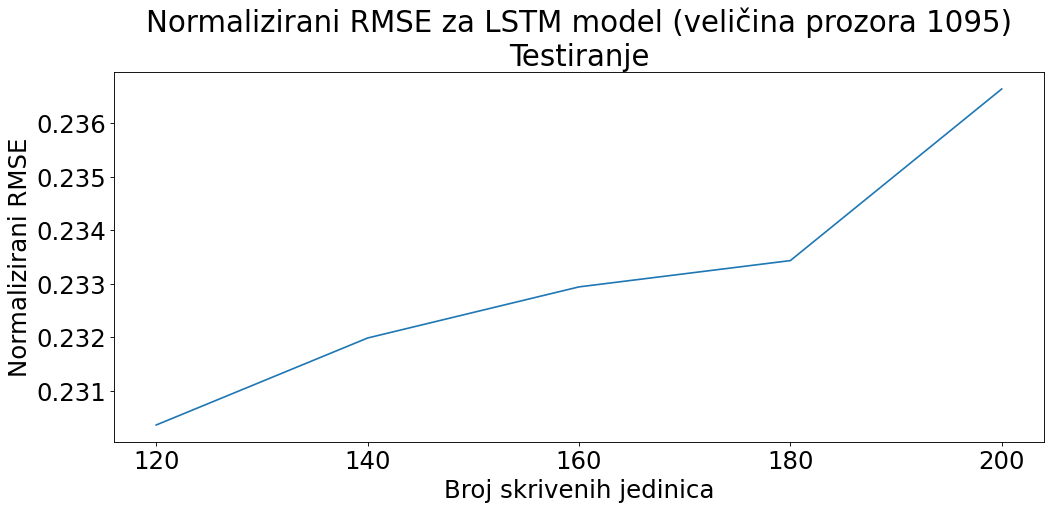 Normalizirani RMSE za LSTM model (veličina prozora 1095)
Testiranje
0.236
0.235
0.234
0.233
0.232
0.231
Normalizirani RMSE
120 140 160 180 200
Broj skrivenih jedinica